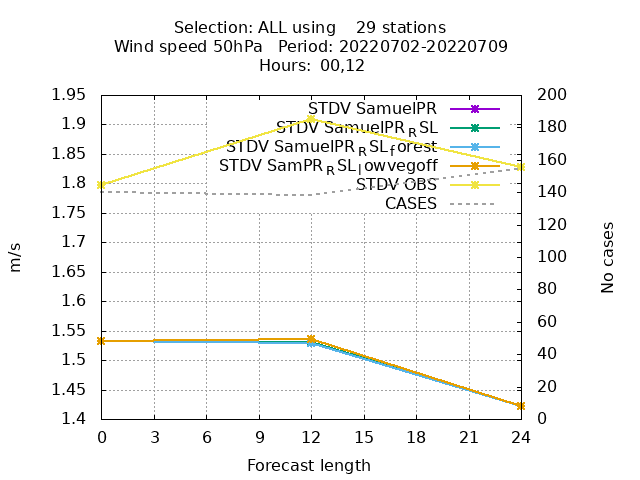 Selection: ALL using    29 stations
Wind speed 50hPa   Period: 20220702-20220709
Hours:  00,12
STDV SamuelPR
STDV SamuelPR_RSL
STDV SamuelPR_RSL_forest
STDV SamPR_RSL_lowvegoff
STDV OBS
CASES
1.95
1.9
1.85
1.8
1.75
1.7
1.65
1.6
1.55
1.5
1.45
1.4
m/s
200
180
160
140
120
100
80
60
40
20
0
No cases
0 3 6 9 12 15 18 21 24
Forecast length